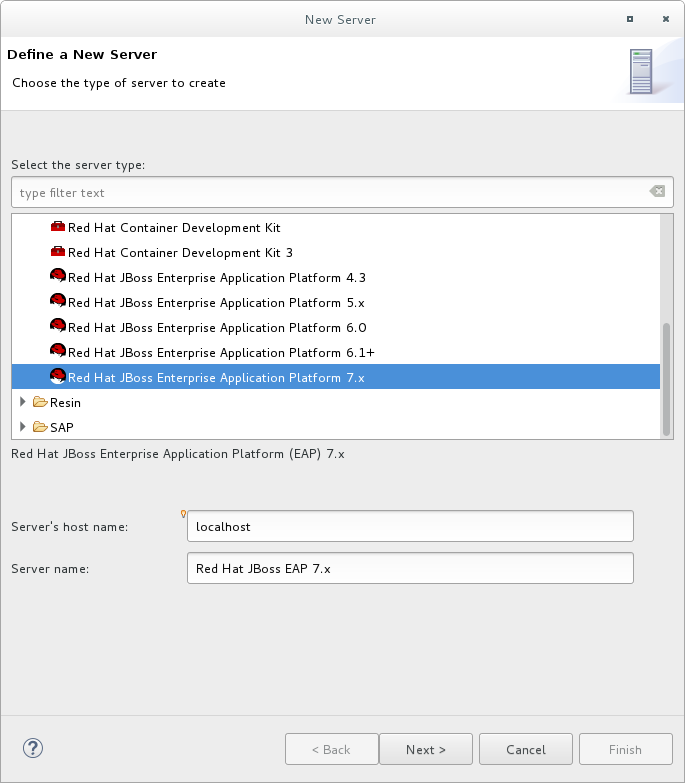 New Server
Define a New Server
Choose the type of server to create
Select the server type:
type filter text
Red Hat Container Development Kit
Red Hat Container Development Kit 3
Red Hat JBoss Enterprise Application Platform 4.3
Red Hat JBoss Enterprise Application Platform 5.x
Red Hat JBoss Enterprise Application Platform 6.0
Red Hat JBoss Enterprise Application Platform 6.1+
Red Hat JBoss Enterprise Application Platform 7.x
Resin
SAP
Red Hat JBoss Enterprise Application Platform (EAP) 7.x
Server's host name: localhost
Server name: Red Hat JBoss EAP 7.x
? < Back Next > Cancel Finish